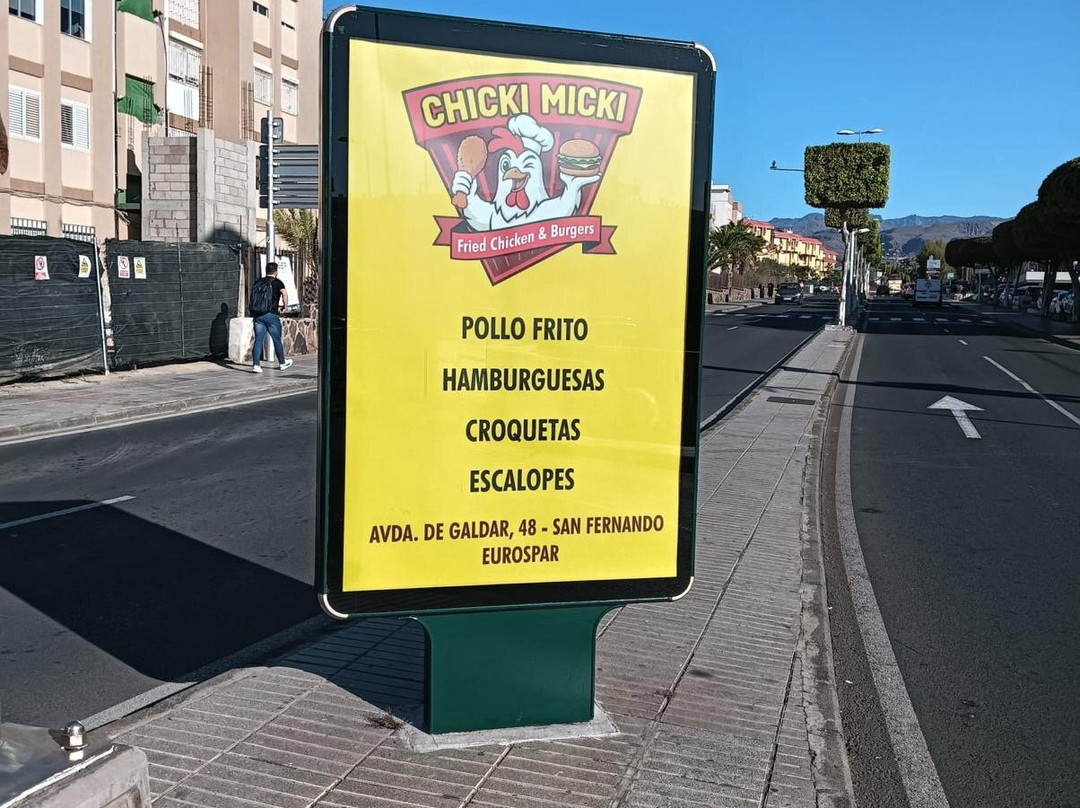 CHICKI MICKI
Fried Chicken & Burgers
POLLO FRITO
HAMBURGUESAS
CROQUETAS
ESCALOPES
AVDA. DE GALDAR, 48 - SAN FERNANDO
EUROSPAR